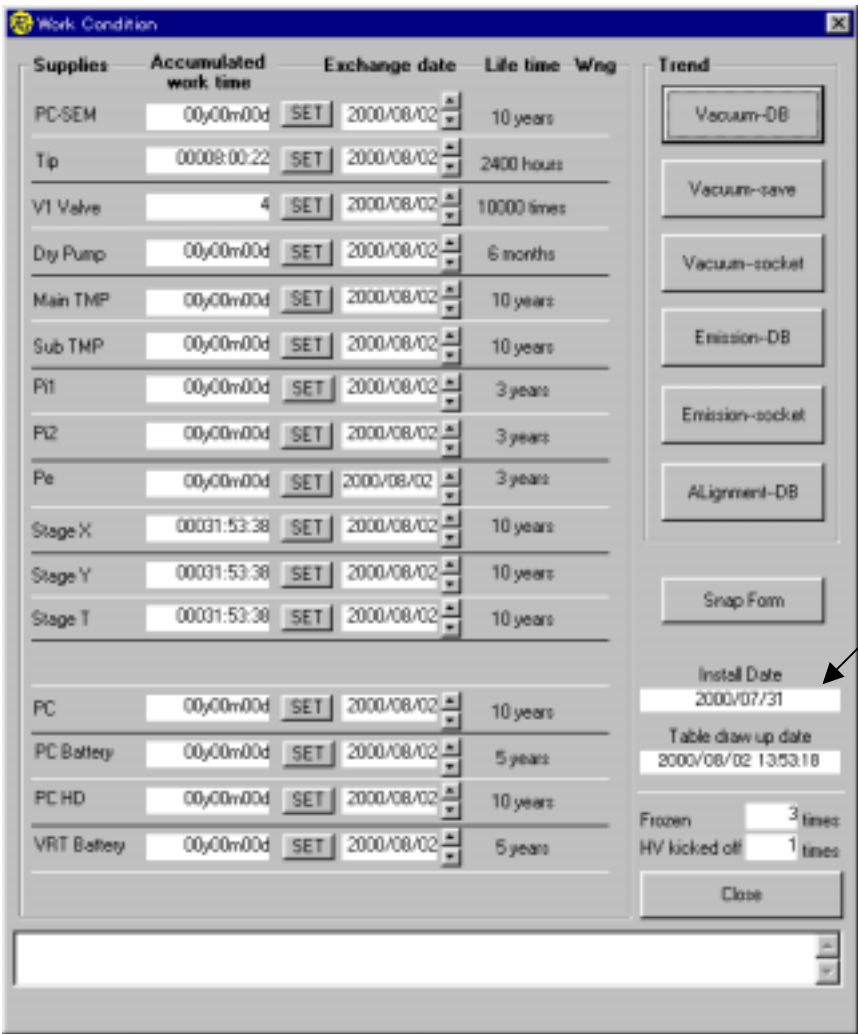 Work Condition
Supplies Accumulated work time Exchange date Life time Wng
PC-SEM 00y00m00d SET 2000/08/02 10 years
Tip 00008:00:22 SET 2000/08/02 2400 hours
V1 Valve 4 SET 2000/08/02 10000 times
Dry Pump 00y00m00d SET 2000/08/02 6 months
Main TMP 00y00m00d SET 2000/08/02 10 years
Sub TMP 00y00m00d SET 2000/08/02 10 years
Pi1 00y00m00d SET 2000/08/02 3 years
Pi2 00y00m00d SET 2000/08/02 3 years
Pe 00y00m00d SET 2000/08/02 3 years
Stage X 00031:53:38 SET 2000/08/02 10 years
Stage Y 00031:53:38 SET 2000/08/02 10 years
Stage T 00031:53:38 SET 2000/08/02 10 years
PC 00y00m00d SET 2000/08/02 10 years
PC Battery 00y00m00d SET 2000/08/02 5 years
PC HD 00y00m00d SET 2000/08/02 10 years
VRT Battery 00y00m00d SET 2000/08/02 5 years
Trend
Vacuum-DB
Vacuum-save
Vacuum-socket
Emission-DB
Emission-socket
ALignment-DB
Snap Form
Install Date
2000/07/31
Table draw up date
2000/08/02 13:53:18
Frozen 3 times
HV kicked off 1 times
Close